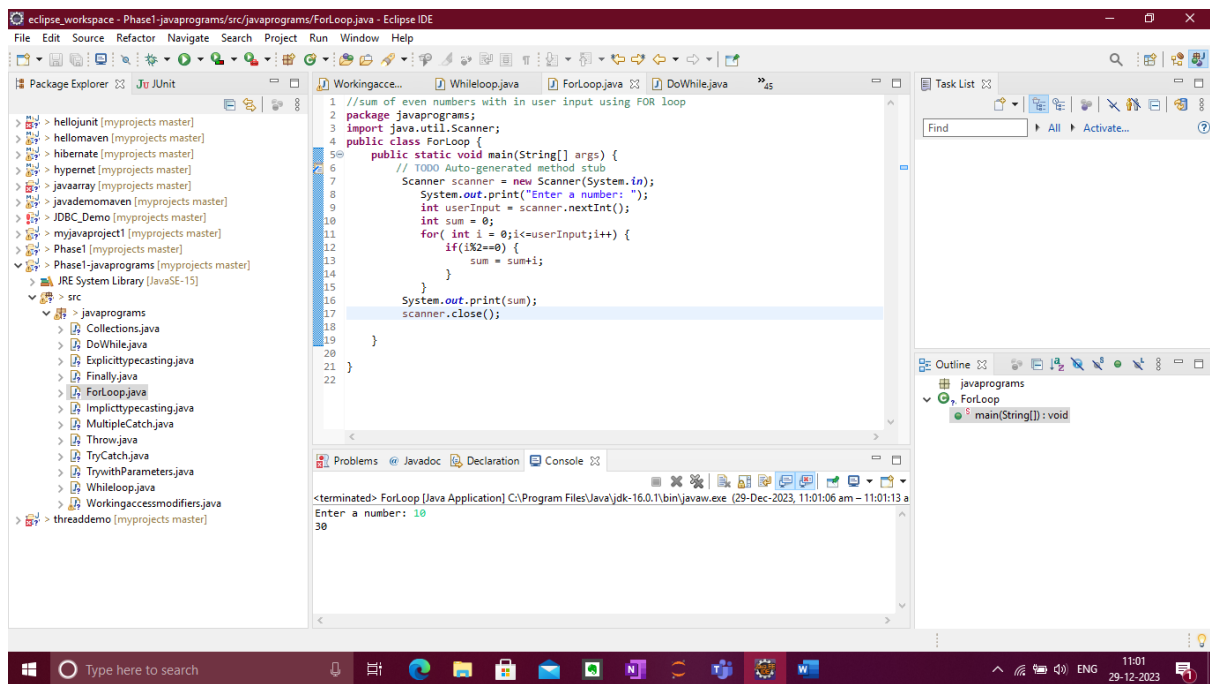 eclipse_workspace - Phase1-javaprograms/src/javaprograms/ForLoop.java - Eclipse IDE
File Edit Source Refactor Navigate Search Project Run Window Help
Package Explorer
JUnit
> hellojunit [myprojects master]
> hellomaven [myprojects master]
> hibernate [myprojects master]
> hypernet [myprojects master]
> javaarray [myprojects master]
> javademomaven [myprojects master]
> JDBC_Demo [myprojects master]
> myjavaproject1 [myprojects master]
> Phase1 [myprojects master]
> Phase1-javaprograms [myprojects master]
JRE System Library [JavaSE-15]
> src
> javaprograms
Collections.java
DoWhile.java
Explicittypecasting.java
Finally.java
ForLoop.java
Implicttypecasting.java
MultipleCatch.java
Throw.java
TryCatch.java
TrywithParameters.java
Whileloop.java
Workingaccessmodifiers.java
> threaddemo [myprojects master]
Workingacce... Whileloop.java ForLoop.java DoWhile.java »45
1 //sum of even numbers with in user input using FOR loop
2 package javaprograms;
3 import java.util.Scanner;
4 public class ForLoop {
5 public static void main(String[] args) {
6 // TODO Auto-generated method stub
7 Scanner scanner = new Scanner(System.in);
8 System.out.print("Enter a number: ");
9 int userInput = scanner.nextInt();
10 int sum = 0;
11 for( int i = 0;i<=userInput;i++) {
12 if(i%2==0) {
13 sum = sum+i;
14 }
15 }
16 System.out.print(sum);
17 scanner.close();
18
19 }
20
21 }
22
Problems Javadoc Declaration Console
<terminated> ForLoop [Java Application] C:\Program Files\Java\jdk-16.0.1\bin\javaw.exe (29-Dec-2023, 11:01:06 am – 11:01:13 a
Enter a number: 10
30
Task List
Find All Activate...
Outline
javaprograms
ForLoop
main(String[]) : void
Type here to search
ENG
11:01
29-12-2023